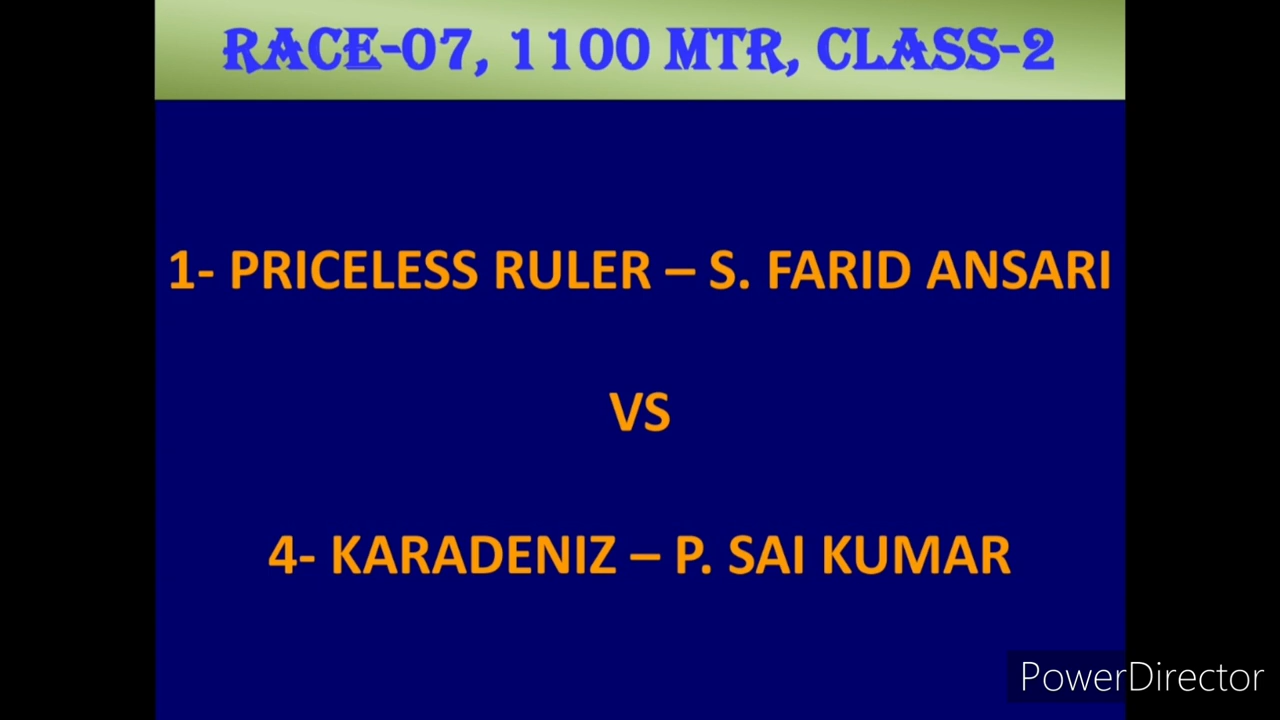 RACE-07, 1100 MTR, CLASS-2
1- PRICELESS RULER – S. FARID ANSARI
VS
4- KARADENIZ – P. SAI KUMAR
PowerDirector